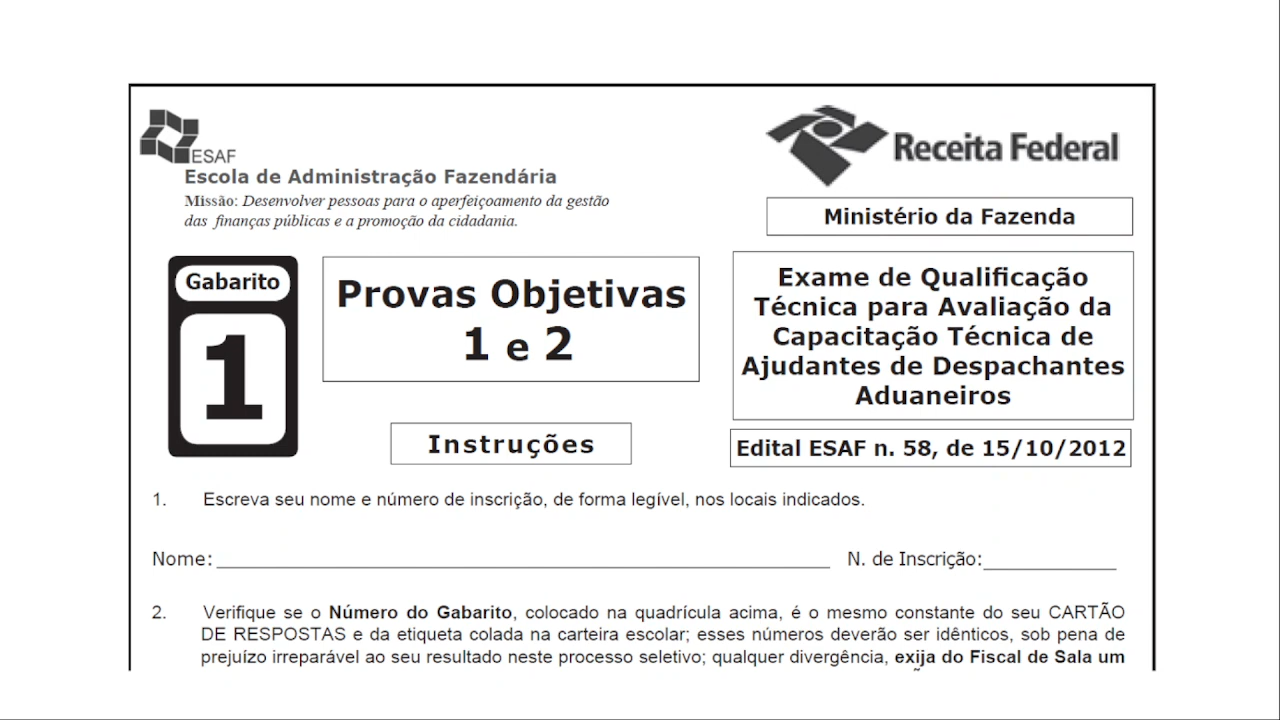 ESAF
Escola de Administração Fazendária
Missão: Desenvolver pessoas para o aperfeiçoamento da gestão
das finanças públicas e a promoção da cidadania.
Receita Federal
Ministério da Fazenda
Gabarito
1
Provas Objetivas
1 e 2
Exame de Qualificação
Técnica para Avaliação da
Capacitação Técnica de
Ajudantes de Despachantes
Aduaneiros
Instruções
Edital ESAF n. 58, de 15/10/2012
1. Escreva seu nome e número de inscrição, de forma legível, nos locais indicados.
Nome: N. de Inscrição:
2. Verifique se o Número do Gabarito, colocado na quadrícula acima, é o mesmo constante do seu CARTÃO
DE RESPOSTAS e da etiqueta colada na carteira escolar; esses números deverão ser idênticos, sob pena de
prejuízo irreparável ao seu resultado neste processo seletivo; qualquer divergência, exija do Fiscal de Sala um